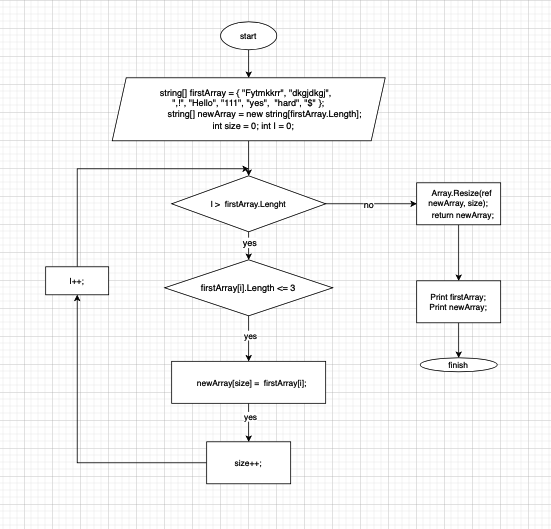 start
string[] firstArray = { "Fytmkkrr", "dkgjdkgj",
",!", "Hello", "111", "yes", "hard", "$" };
string[] newArray = new string[firstArray.Length];
int size = 0; int I = 0;
I > firstArray.Lenght
no
Array.Resize(ref
newArray, size);
return newArray;
yes
I++;
firstArray[i].Length <= 3
Print firstArray;
Print newArray;
yes
finish
newArray[size] = firstArray[i];
yes
size++;